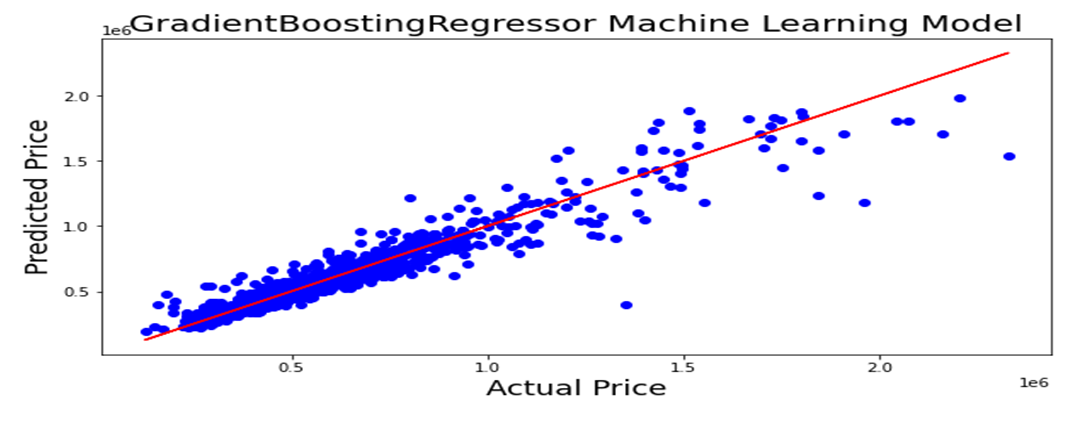 GradientBoostingRegressor Machine Learning Model
1e6
Predicted Price
2.0
1.5
1.0
0.5
0.5 1.0 1.5 2.0
1e6
Actual Price